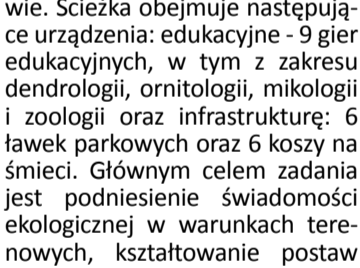 wie. Ścieżka obejmuje następują-
ce urządzenia: edukacyjne - 9 gier
edukacyjnych, w tym z zakresu
dendrologii, ornitologii, mikologii
i zoologii oraz infrastrukturę: 6
ławek parkowych oraz 6 koszy na
śmieci. Głównym celem zadania
jest podniesienie świadomości
ekologicznej w warunkach tere-
nowych, kształtowanie postaw